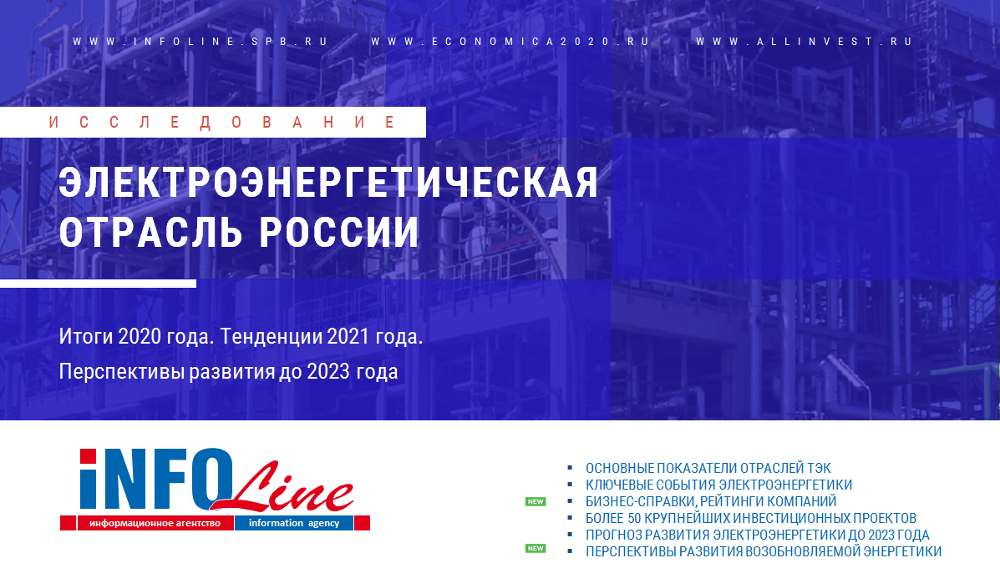 WWW.INFOLINE.SPB.RU WWW.ECONOMICA2020.RU WWW.ALLINVEST.RU
ИССЛЕДОВАНИЕ
ЭЛЕКТРОЭНЕРГЕТИЧЕСКАЯ
ОТРАСЛЬ РОССИИ
Итоги 2020 года. Тенденции 2021 года.
Перспективы развития до 2023 года
iNFOLine
информационное агентство information agency
▪ ОСНОВНЫЕ ПОКАЗАТЕЛИ ОТРАСЛЕЙ ТЭК
▪ КЛЮЧЕВЫЕ СОБЫТИЯ ЭЛЕКТРОЭНЕРГЕТИКИ
NEW ▪ БИЗНЕС-СПРАВКИ, РЕЙТИНГИ КОМПАНИЙ
▪ БОЛЕЕ 50 КРУПНЕЙШИХ ИНВЕСТИЦИОННЫХ ПРОЕКТОВ
▪ ПРОГНОЗ РАЗВИТИЯ ЭЛЕКТРОЭНЕРГЕТИКИ ДО 2023 ГОДА
NEW ▪ ПЕРСПЕКТИВЫ РАЗВИТИЯ ВОЗОБНОВЛЯЕМОЙ ЭНЕРГЕТИКИ